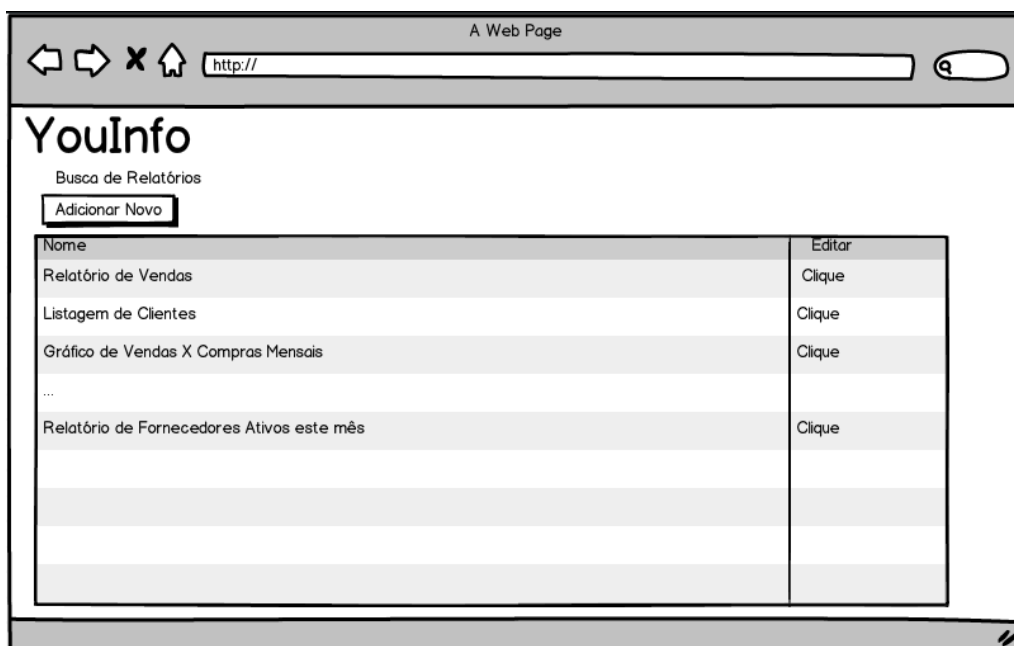 A Web Page
http://
YouInfo
Busca de Relatórios
Adicionar Novo
Nome Editar
Relatório de Vendas Clique
Listagem de Clientes Clique
Gráfico de Vendas X Compras Mensais Clique
...
Relatório de Fornecedores Ativos este mês Clique